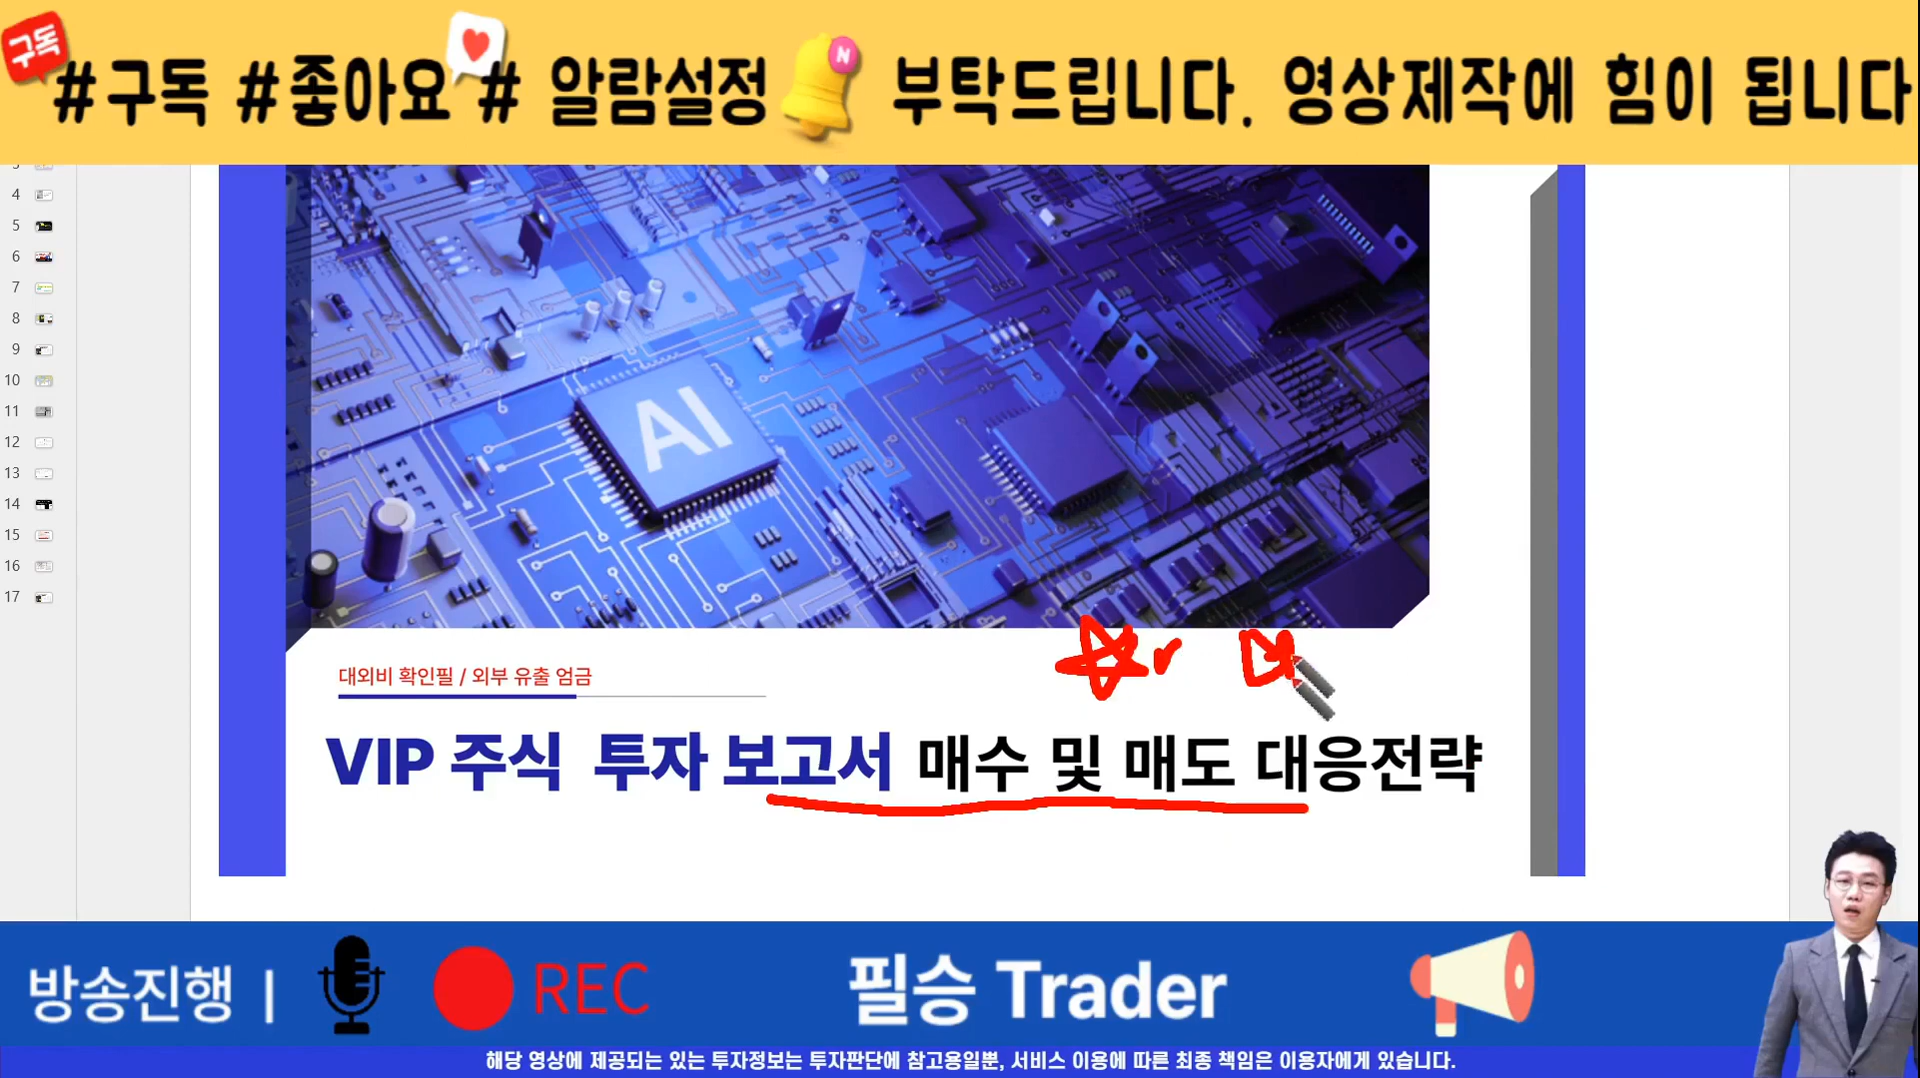 구독
#구독 #좋아요 # 알람설정 N 부탁드립니다. 영상제작에 힘이 됩니다
4
5
6
7
8
9
10
11
12
13
14
15
16
17
AI
대외비 확인필 / 외부 유출 엄금
VIP 주식 투자 보고서 매수 및 매도 대응전략
방송진행 | REC 필승 Trader
해당 영상에 제공되는 있는 투자정보는 투자판단에 참고용일뿐, 서비스 이용에 따른 최종 책임은 이용자에게 있습니다.